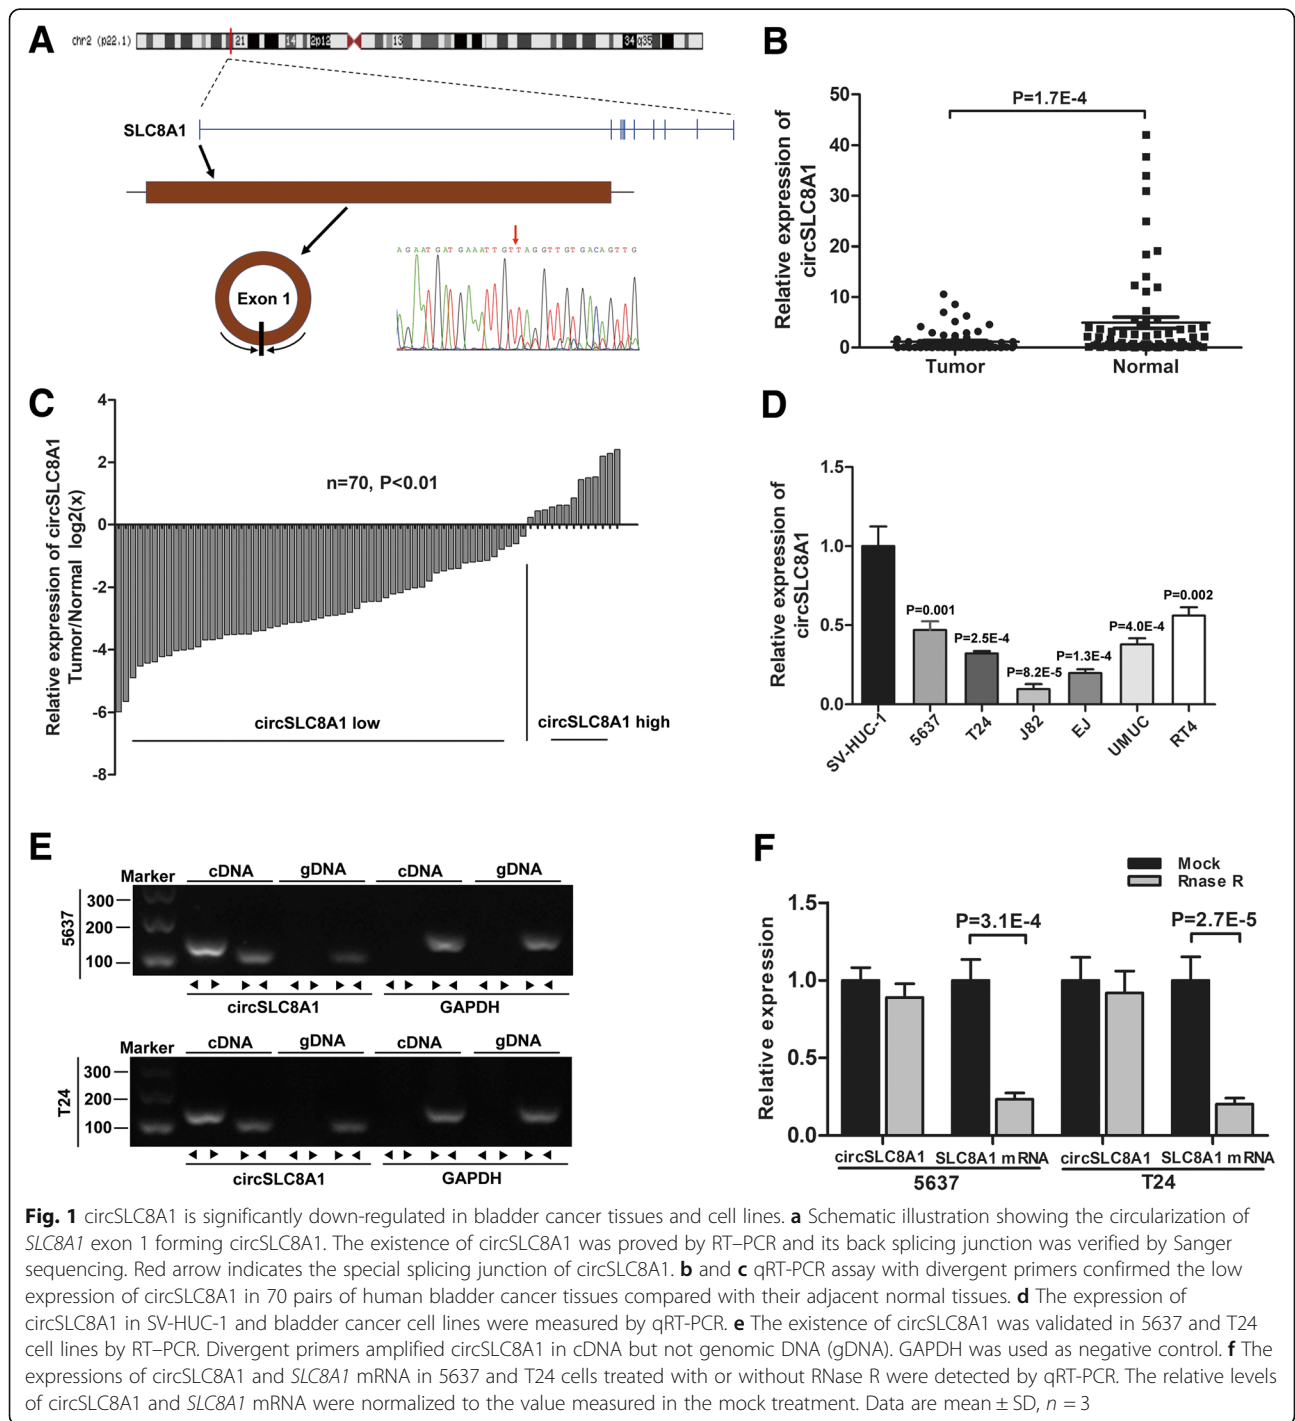 A
chr2 (p22.1)
21
14
2p12
13
34
q35
SLC8A1
Exon 1
A GAAT GAT GAAAT T GT T AG GT T GT GACAGT T G
B
Relative expression of
circSLC8A1
50
40
30
20
10
0
P=1.7E-4
Tumor
Normal
C
Relative expression of circSLC8A1
Tumor/Normal log2(x)
4
2
0
-2
-4
-6
-8
n=70, P<0.01
circSLC8A1 low
circSLC8A1 high
D
Relative expression of
circSLC8A1
1.5
1.0
0.5
0.0
P=0.001
P=2.5E-4
P=8.2E-5
P=1.3E-4
P=4.0E-4
P=0.002
SV-HUC-1
5637
T24
J82
EJ
UMUC
RT4
E
Marker
cDNA
gDNA
cDNA
gDNA
5637
300
200
100
circSLC8A1
GAPDH
Marker
cDNA
gDNA
cDNA
gDNA
T24
300
200
100
circSLC8A1
GAPDH
F
Mock
Rnase R
Relative expression
1.5
1.0
0.5
0.0
P=3.1E-4
P=2.7E-5
circSLC8A1
SLC8A1 mRNA
circSLC8A1
SLC8A1 mRNA
5637
T24
Fig. 1 circSLC8A1 is significantly down-regulated in bladder cancer tissues and cell lines. a Schematic illustration showing the circularization of
SLC8A1 exon 1 forming circSLC8A1. The existence of circSLC8A1 was proved by RT–PCR and its back splicing junction was verified by Sanger
sequencing. Red arrow indicates the special splicing junction of circSLC8A1. b and c qRT-PCR assay with divergent primers confirmed the low
expression of circSLC8A1 in 70 pairs of human bladder cancer tissues compared with their adjacent normal tissues. d The expression of
circSLC8A1 in SV-HUC-1 and bladder cancer cell lines were measured by qRT-PCR. e The existence of circSLC8A1 was validated in 5637 and T24
cell lines by RT–PCR. Divergent primers amplified circSLC8A1 in cDNA but not genomic DNA (gDNA). GAPDH was used as negative control. f The
expressions of circSLC8A1 and SLC8A1 mRNA in 5637 and T24 cells treated with or without RNase R were detected by qRT-PCR. The relative levels
of circSLC8A1 and SLC8A1 mRNA were normalized to the value measured in the mock treatment. Data are mean ± SD, n = 3